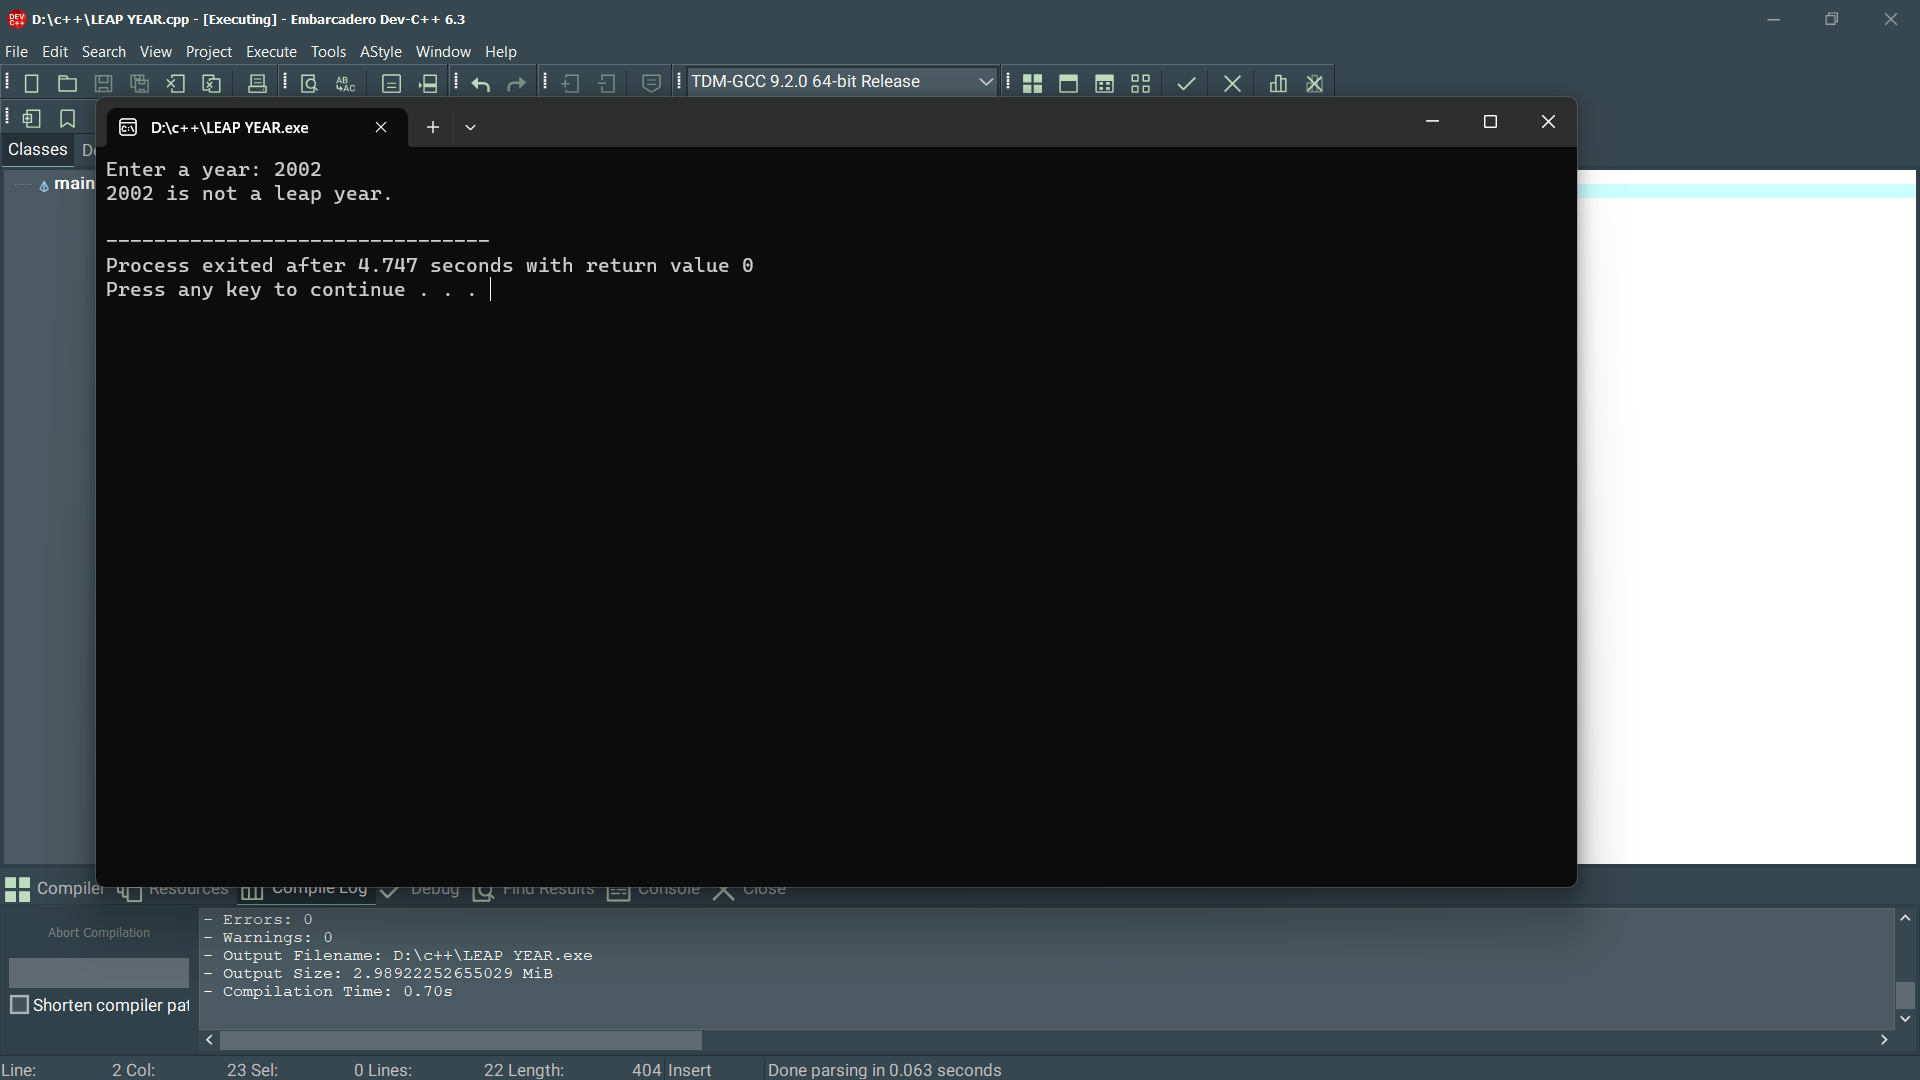 D:\c++\LEAP YEAR.cpp - [Executing] - Embarcadero Dev-C++ 6.3
File Edit Search View Project Execute Tools AStyle Window Help
TDM-GCC 9.2.0 64-bit Release
D:\c++\LEAP YEAR.exe
Classes
main
Enter a year: 2002
2002 is not a leap year.
--------------------------------
Process exited after 4.747 seconds with return value 0
Press any key to continue . . .
Compiler Resources Compile Log Debug Find Results Console Close
Abort Compilation
Shorten compiler pat
- Errors: 0
- Warnings: 0
- Output Filename: D:\c++\LEAP YEAR.exe
- Output Size: 2.98922252655029 MiB
- Compilation Time: 0.70s
Line: 2 Col: 23 Sel: 0 Lines: 22 Length: 404 Insert Done parsing in 0.063 seconds